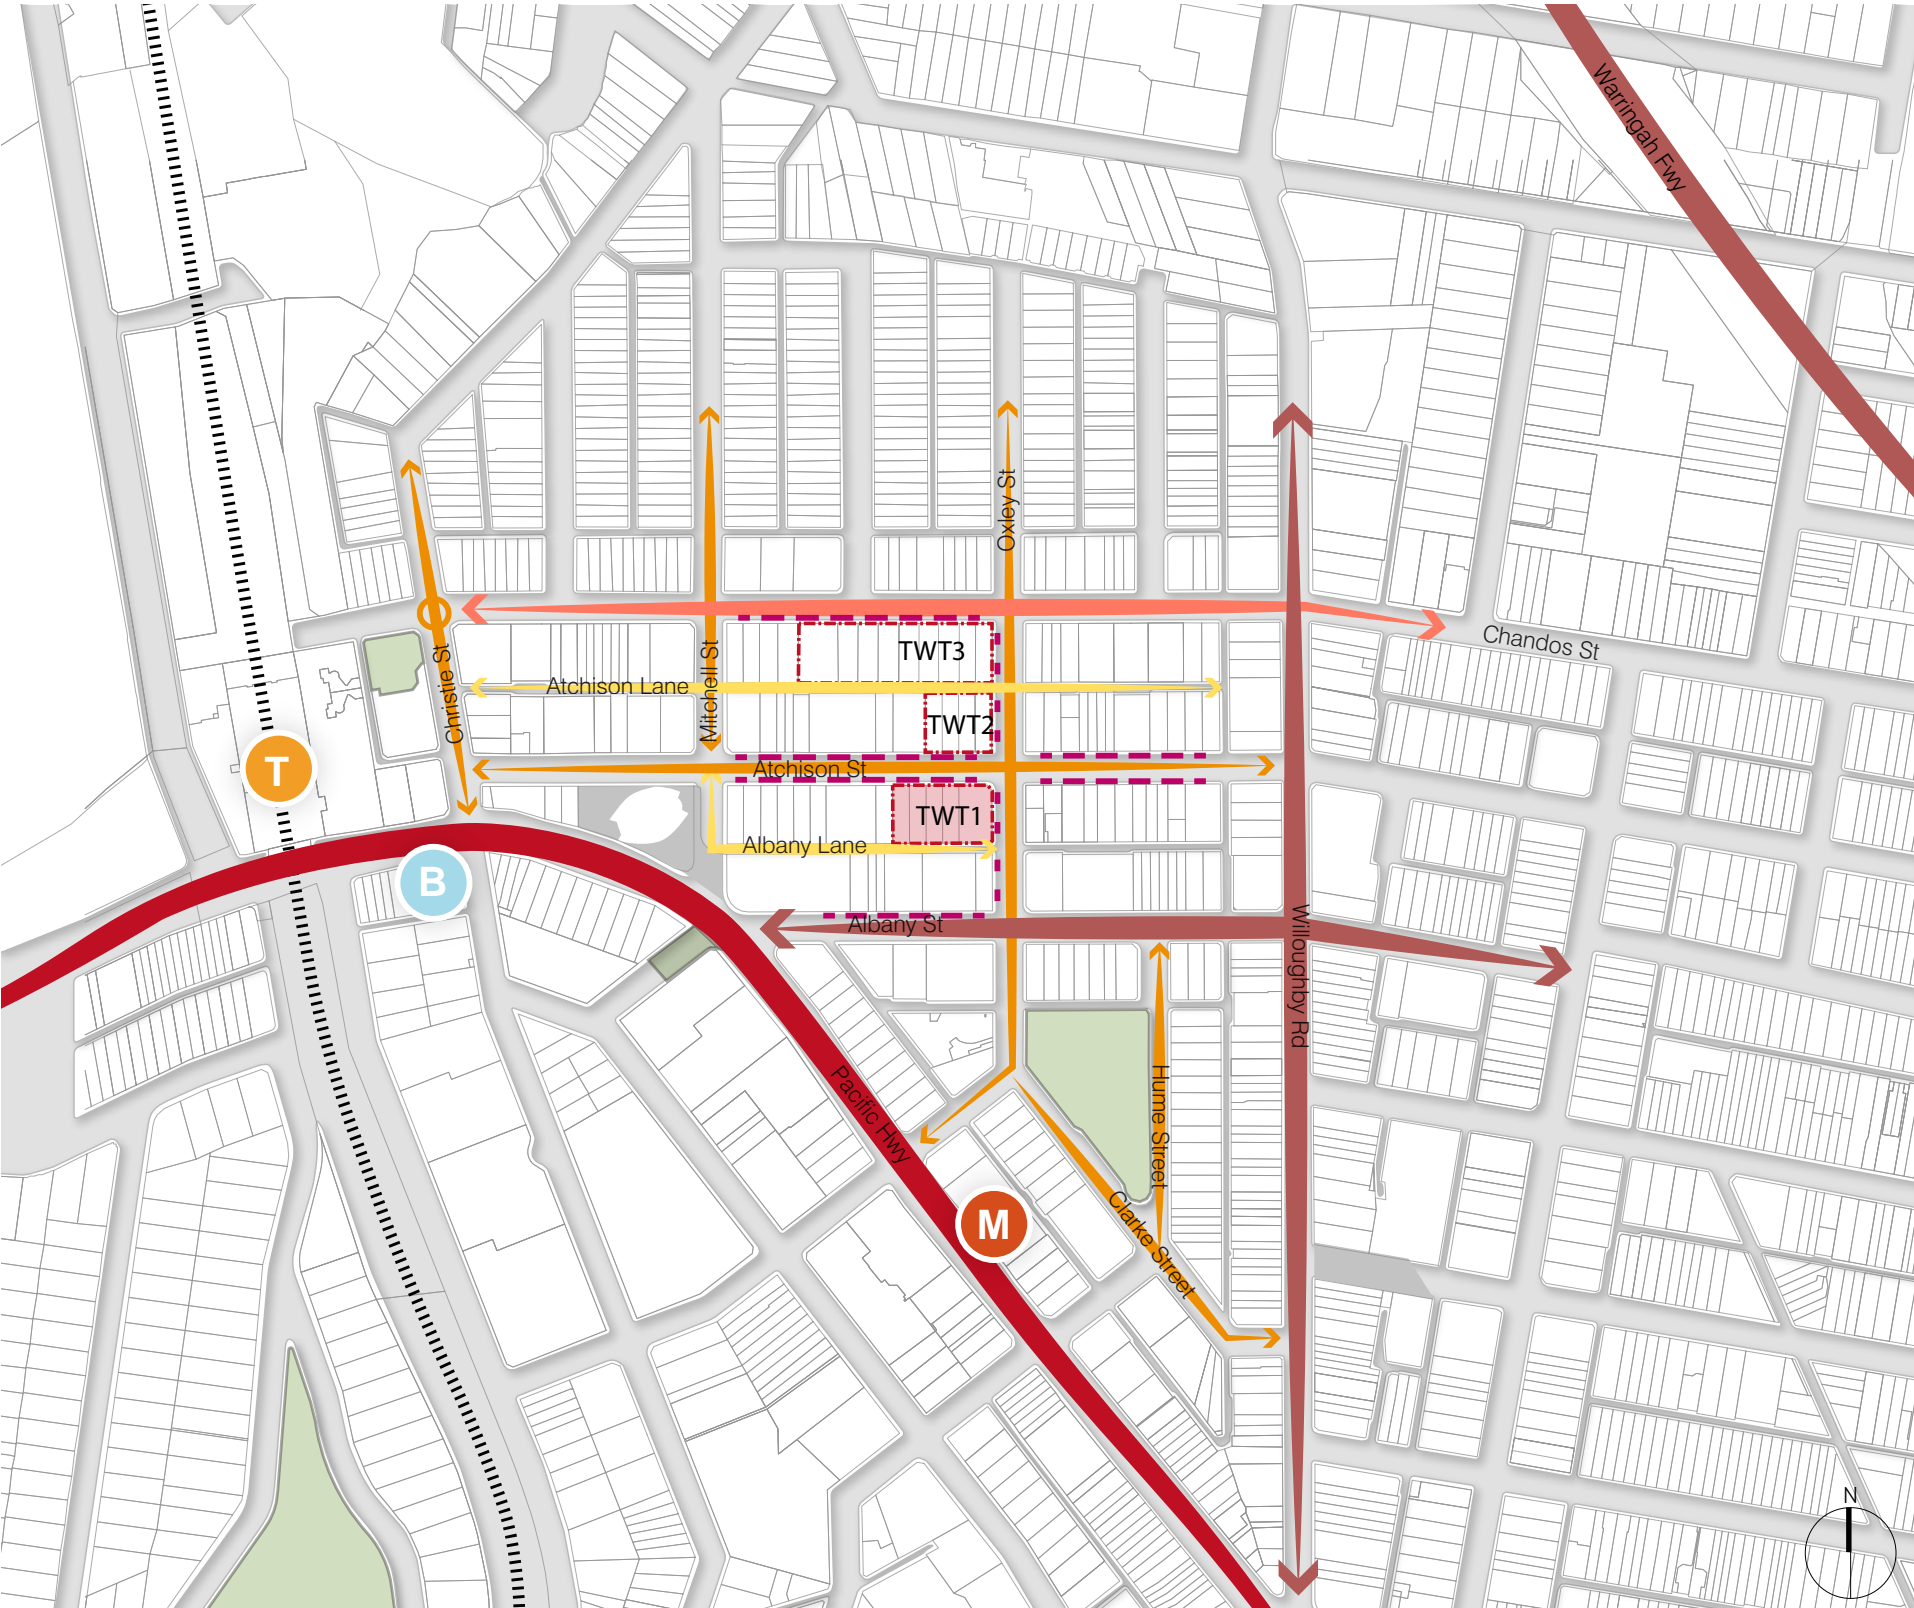 Warringah Fwy
Oxley St
Chandos St
TWT3
Christie St
Mitchell St
Atchison Lane
TWT2
T
Atchison St
TWT1
Albany Lane
B
Albany St
Willoughby Rd
Pacific Hwy
Hume Street
M
Clarke Street
N